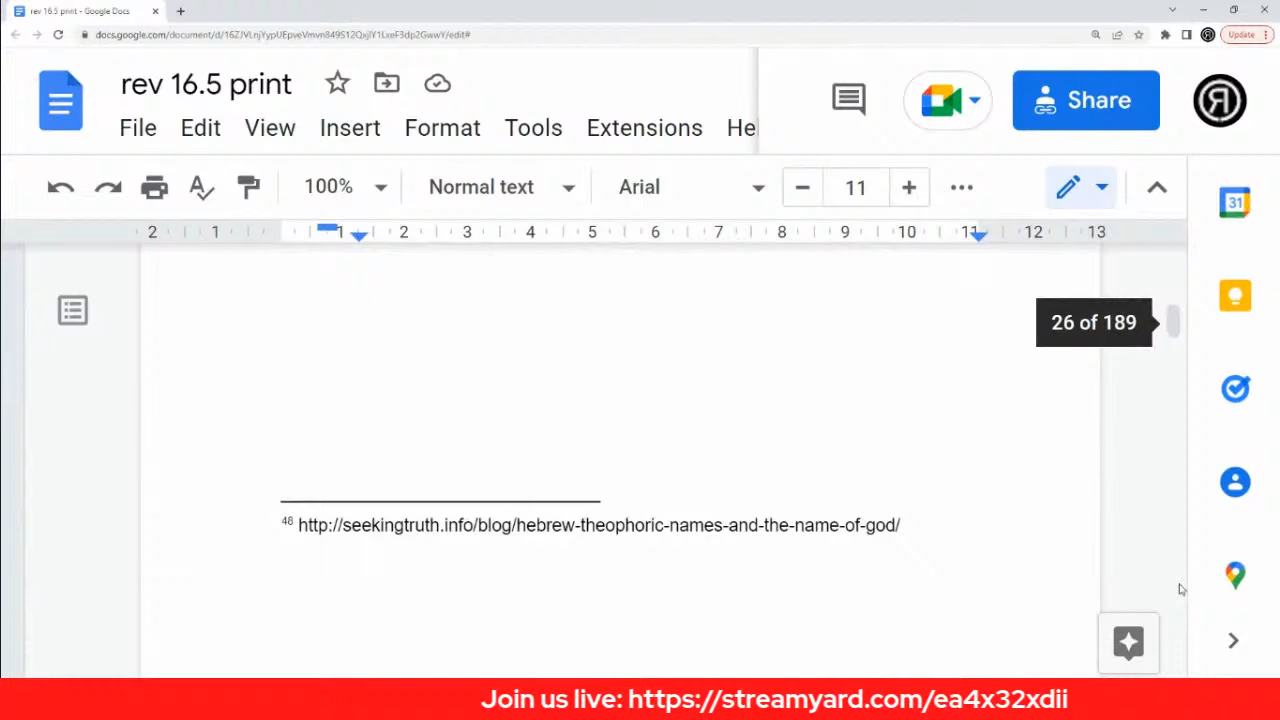 rev 16.5 print - Google Docs
docs.google.com/document/d/16ZJVLnjYypUEpveVmvn849S12QxjlY1LxeF3dp2GwwY/edit#
Update
rev 16.5 print
File Edit View Insert Format Tools Extensions He
Share
100% Normal text Arial 11
2 1 1 2 3 4 5 6 7 8 9 10 11 12 13
31
26 of 189
48 http://seekingtruth.info/blog/hebrew-theophoric-names-and-the-name-of-god/
Join us live: https://streamyard.com/ea4x32xdii